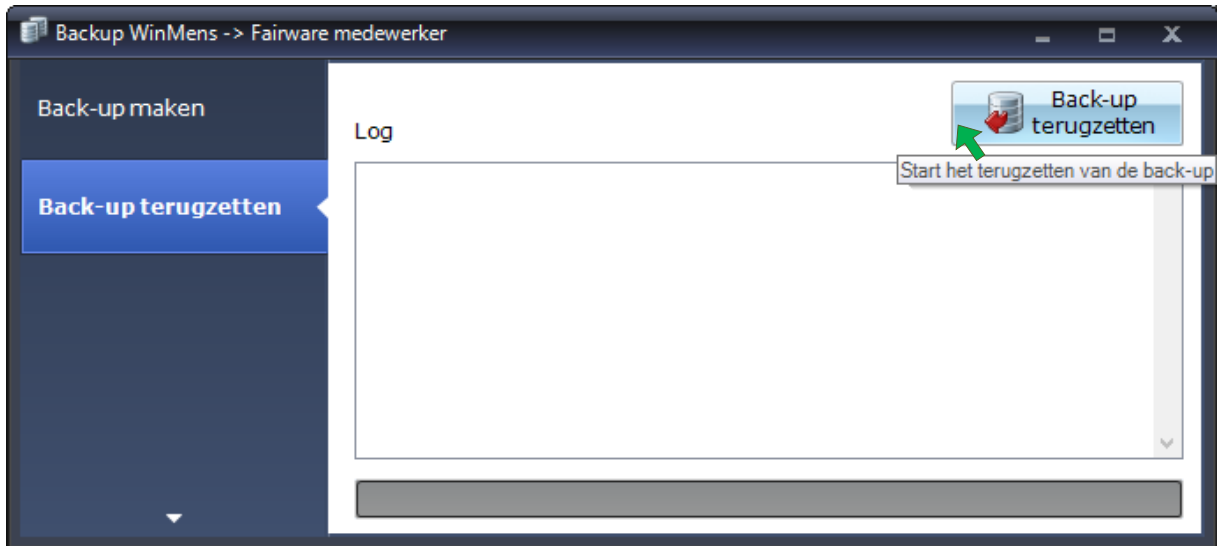 Backup WinMens -> Fairware medewerker
Back-up maken
Back-up terugzetten
Log
Back-up
terugzetten
Start het terugzetten van de back-up